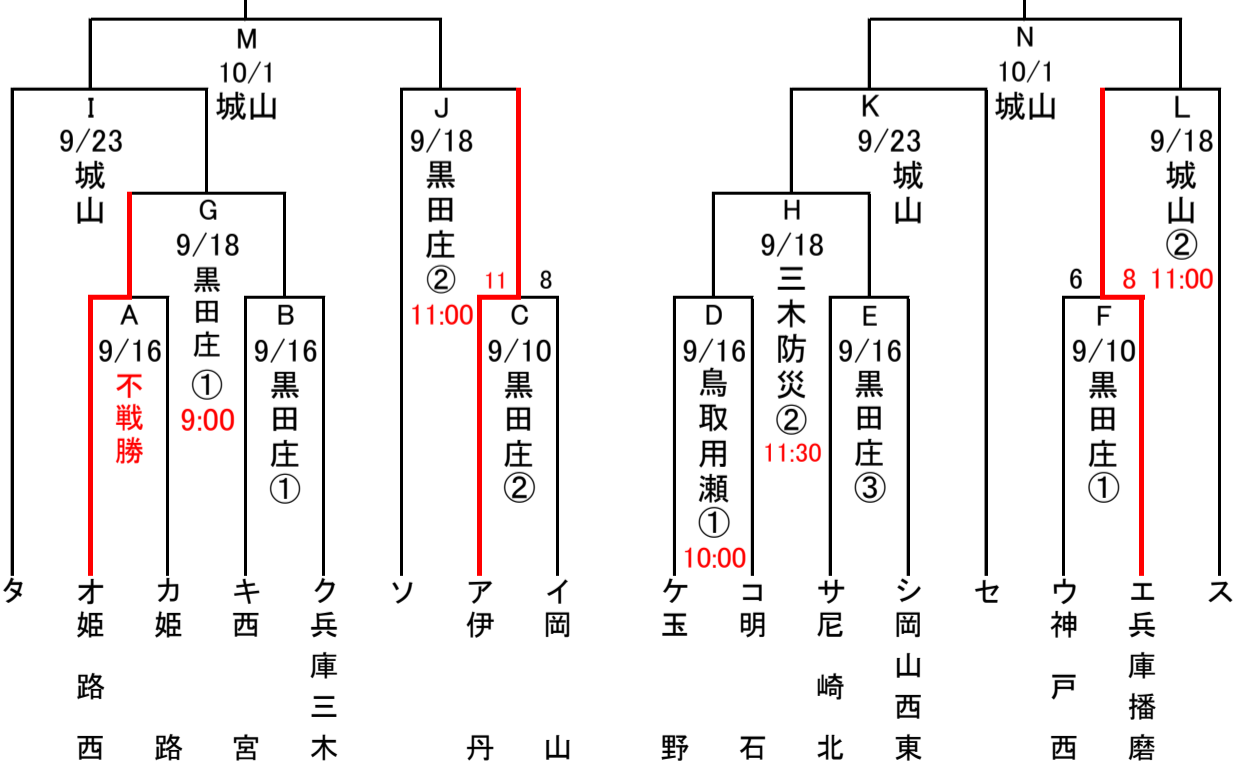 M
10/1
城山
N
10/1
城山
I
9/23
城山
J
9/18
黒田庄②
11:00
K
9/23
城山
L
9/18
城山②
11:00
G
9/18
黒田庄①
9:00
H
9/18
三木防災②
11:30
A
9/16
不戦勝
B
9/16
黒田庄①
11
8
C
9/10
黒田庄②
D
9/16
鳥取用瀬①
10:00
E
9/16
黒田庄③
6
8
F
9/10
黒田庄①
タ
オ 姫路西
カ 姫路
キ 西宮
ク 兵庫三木
ソ
ア 伊丹
イ 岡山
ケ 玉野
コ 明石
サ 尼崎北
シ 岡山西東
セ
ウ 神戸西
エ 兵庫播磨
ス